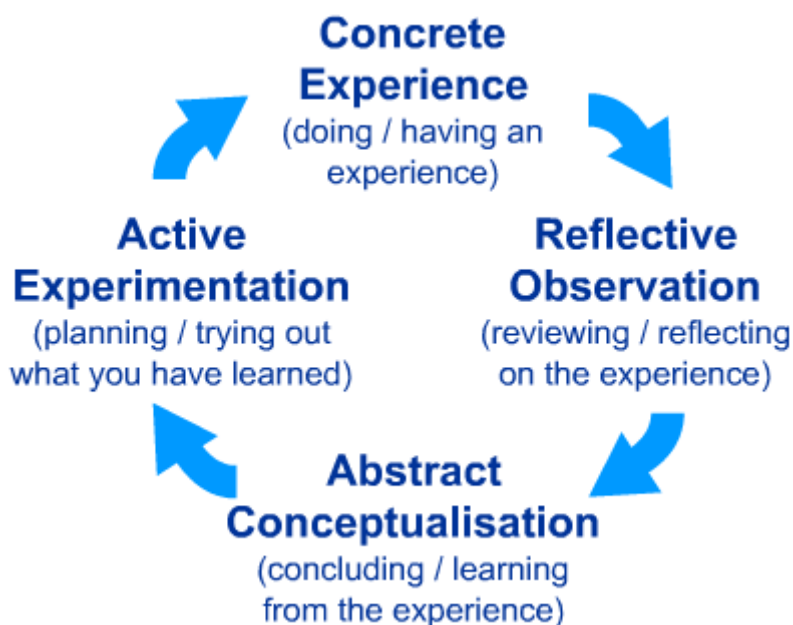 Concrete
Experience
(doing / having an
experience)
Reflective
Observation
(reviewing / reflecting
on the experience)
Abstract
Conceptualisation
(concluding / learning
from the experience)
Active
Experimentation
(planning / trying out
what you have learned)